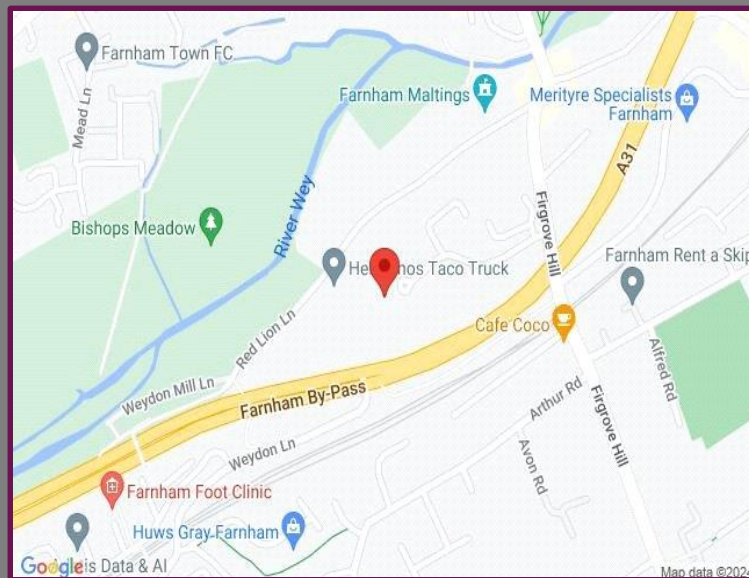 Farnham Town FC
Mead Ln
Farnham Maltings
Merityre Specialists
Farnham
A31
River Wey
Bishops Meadow
Firgrove Hill
Taco Truck
Farnham Rent a Skip
Cafe Coco
Red Lion Ln
Alfred Rd
Weydon Mill Ln
Farnham By-Pass
Arthur Rd
Firgrove Hill
Weydon Ln
Avon Rd
Farnham Foot Clinic
Huws Gray Farnham
Data & AI
Google
Map data ©2024